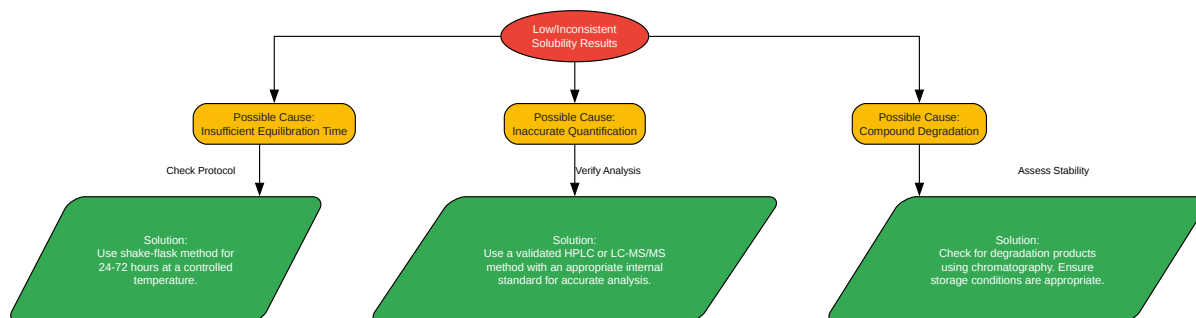 Low/Inconsistent
Solubility Results
Possible Cause:
Insufficient Equilibration Time
Possible Cause:
Inaccurate Quantification
Possible Cause:
Compound Degradation
Check Protocol
Verify Analysis
Assess Stability
Solution:
Use shake-flask method for
24-72 hours at a controlled
temperature.
Solution:
Use a validated HPLC or LC-MS/MS
method with an appropriate internal
standard for accurate analysis.
Solution:
Check for degradation products
using chromatography. Ensure
storage conditions are appropriate.